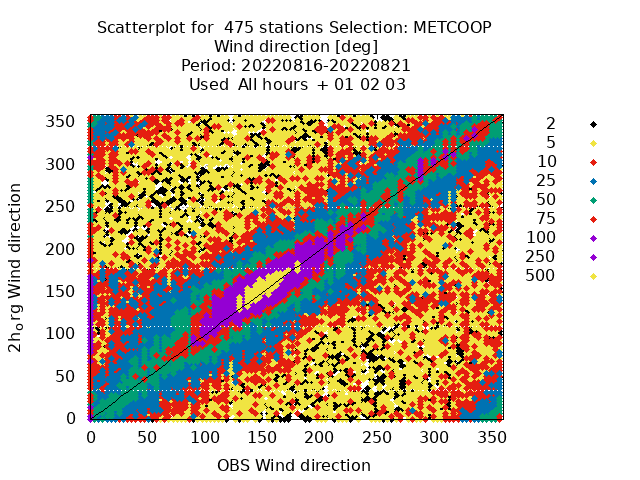 Scatterplot for  475 stations Selection: METCOOP
Wind direction [deg]
Period: 20220816-20220821
Used  All hours  + 01 02 03
2h_org Wind direction
350
300
250
200
150
100
50
0
0 50 100 150 200 250 300 350
OBS Wind direction
2
5
10
25
50
75
100
250
500